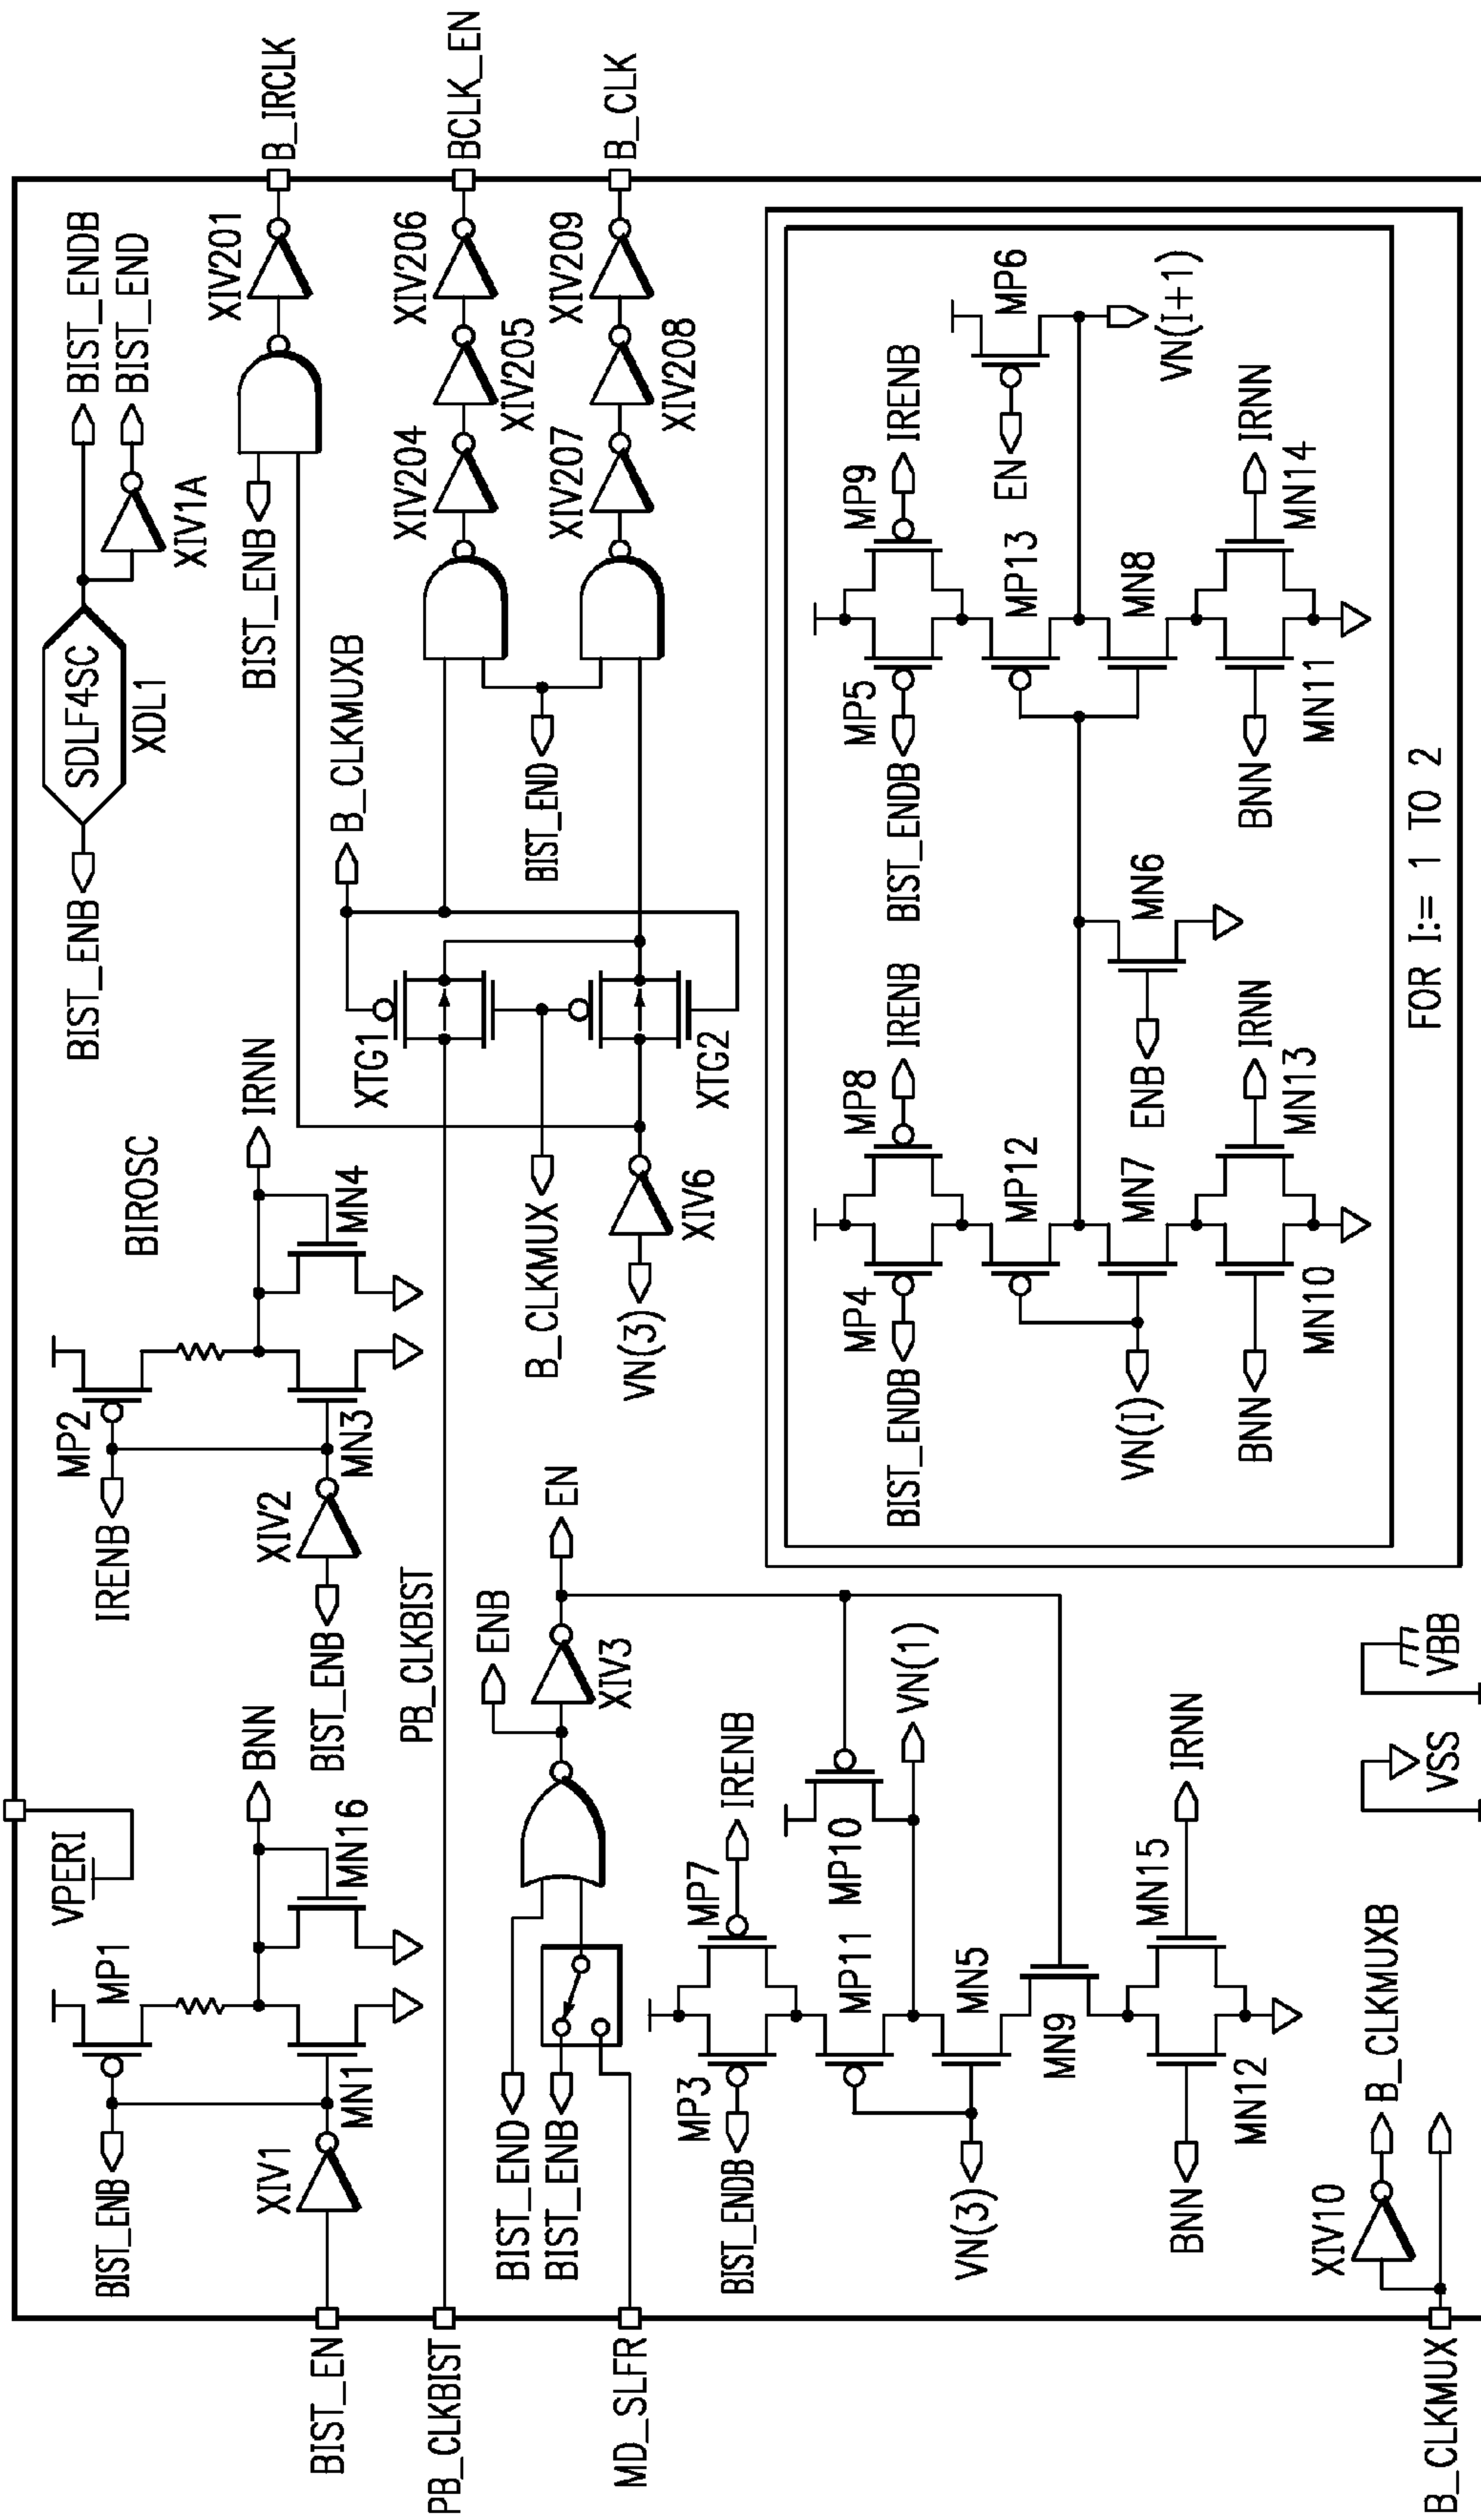 VPERI
MP1
BIST_ENB
XIV1
MN1
MN16
BNN
BIST_EN
MP2
IRENB
XIV2
BIST_ENB
MN3
MN4
IRNN
BIROSC
BIST_ENB
SDLF4SC
XDL1
BIST_ENDB
BIST_END
XIV1A
BIST_ENB
XIV201
B_IRCLK
PB_CLKBIST
PB_CLKBIST
XTG1
B_CLKMUXB
B_CLKMUX
XTG2
VN(3)
XIV6
BIST_END
XIV204
XIV205
XIV206
BCLK_EN
XIV207
XIV208
XIV209
B_CLK
MD_SLFR
BIST_END
BIST_ENB
ENB
XIV3
EN
MP3
BIST_ENDB
MP7
IRENB
MP11
MP10
VN(1)
VN(3)
MN5
MN9
BNN
MN12
MN15
IRNN
B_CLKMUX
XIV10
B_CLKMUXB
VSS
VBB
MP4
BIST_ENDB
MP8
IRENB
MP12
VN(I)
MN7
BNN
MN10
MN13
IRNN
ENB
MN6
MP5
BIST_ENDB
MP9
IRENB
MP13
EN
MP6
MN8
VN(I+1)
BNN
MN11
MN14
IRNN
FOR I:= 1 TO 2